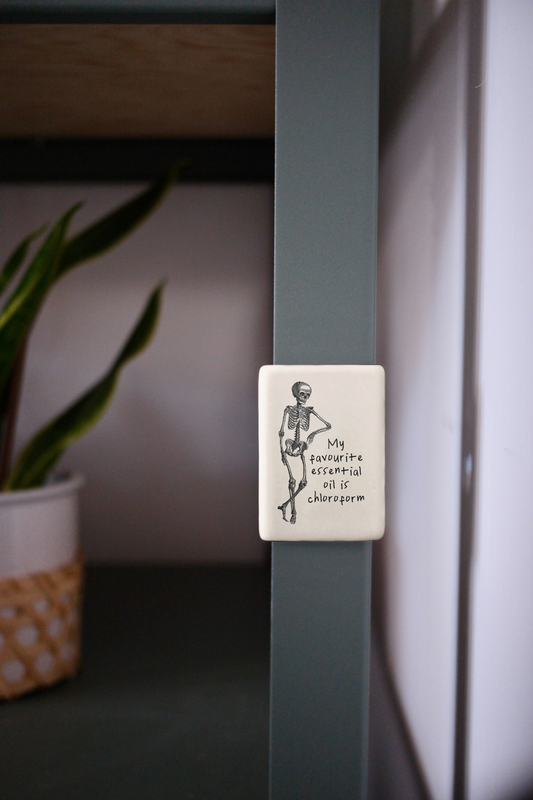 My
favourite
essential
oil is
chloroform